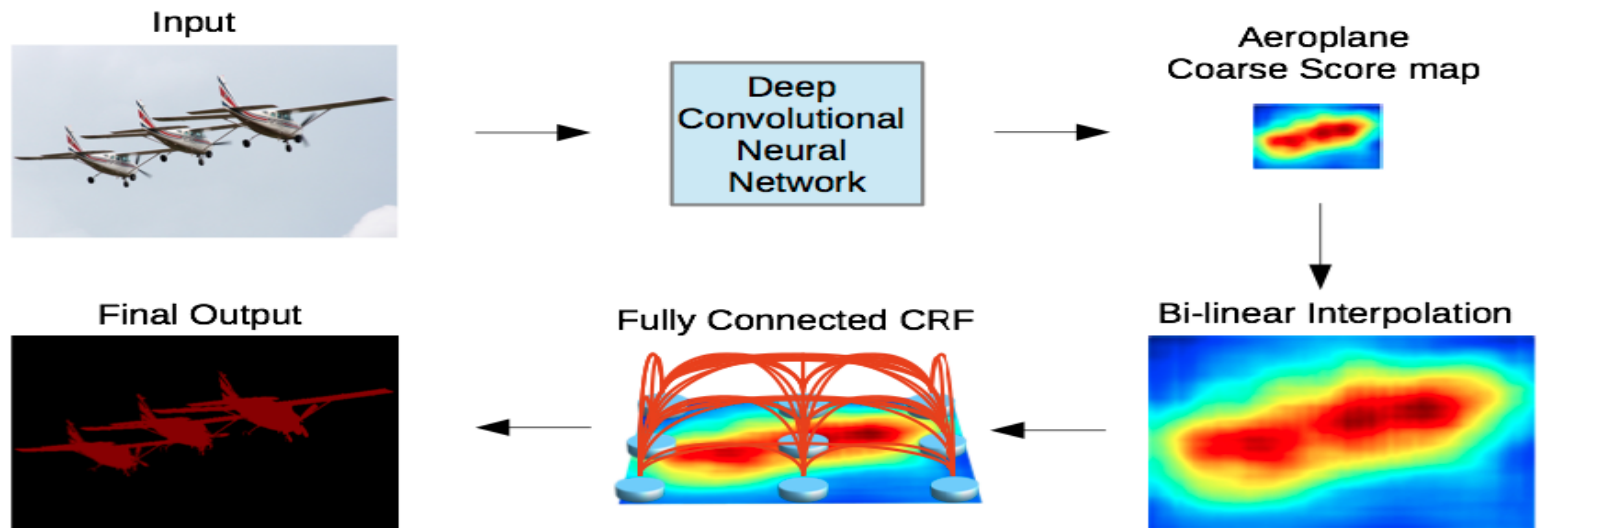 Input
Deep
Convolutional
Neural
Network
Aeroplane
Coarse Score map
Bi-linear Interpolation
Fully Connected CRF
Final Output